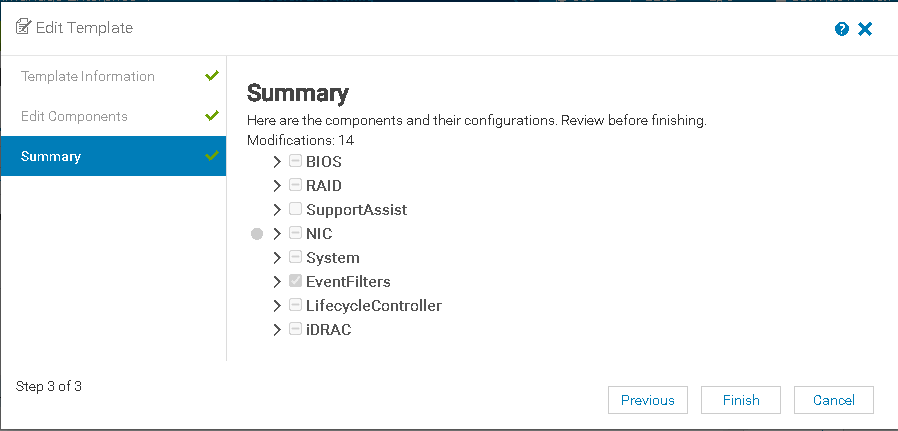 Edit Template
Template Information
Edit Components
Summary
Summary
Here are the components and their configurations. Review before finishing.
Modifications: 14
BIOS
RAID
SupportAssist
NIC
System
EventFilters
LifecycleController
iDRAC
Step 3 of 3
Previous
Finish
Cancel